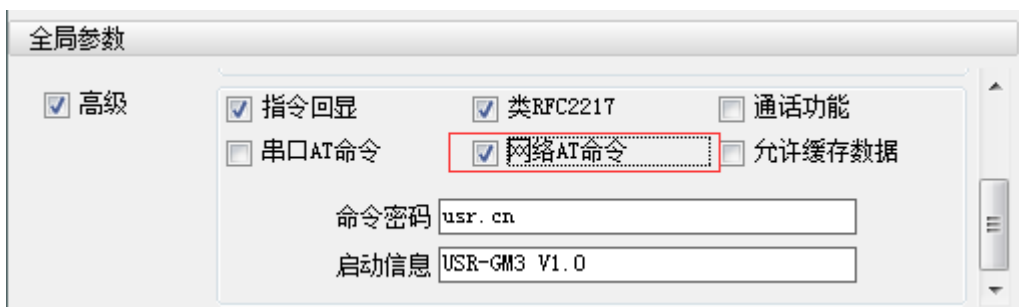 全局参数
高级
指令回显 类RFC2217 通话功能
串口AT命令 网络AT命令 允许缓存数据
命令密码 usr.cn
启动信息 USR-GM3 V1.0